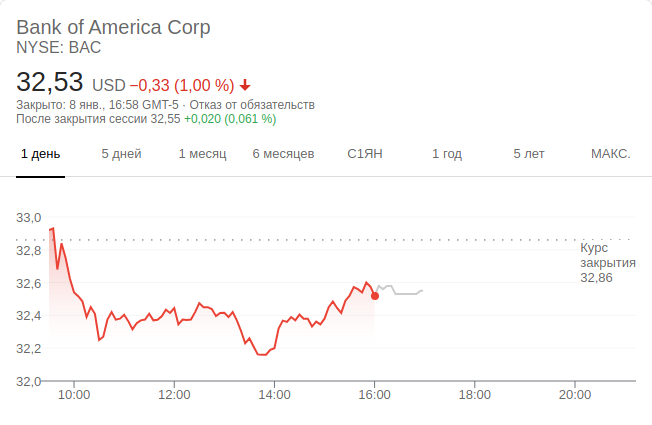 Bank of America Corp
NYSE: BAC
32,53 USD −0,33 (1,00 %)
Закрыто: 8 янв., 16:58 GMT-5 · Отказ от обязательств
После закрытия сессии 32,55 +0,020 (0,061 %)
1 день 5 дней 1 месяц 6 месяцев С1ЯН 1 год 5 лет МАКС.
33,0
32,8
32,6
32,4
32,2
32,0
Курс
закрытия
32,86
10:00 12:00 14:00 16:00 18:00 20:00